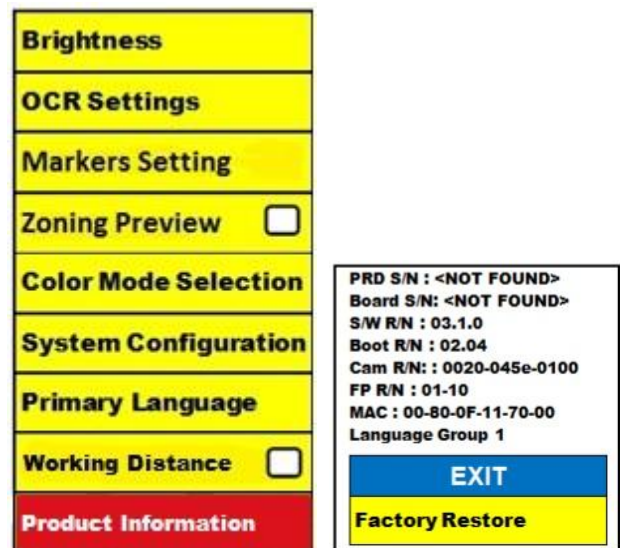 Brightness
OCR Settings
Markers Setting
Zoning Preview
Color Mode Selection
System Configuration
Primary Language
Working Distance
Product Information
PRD S/N : <NOT FOUND>
Board S/N: <NOT FOUND>
S/W R/N : 03.1.0
Boot R/N : 02.04
Cam R/N: : 0020-045e-0100
FP R/N : 01-10
MAC : 00-80-0F-11-70-00
Language Group 1
EXIT
Factory Restore